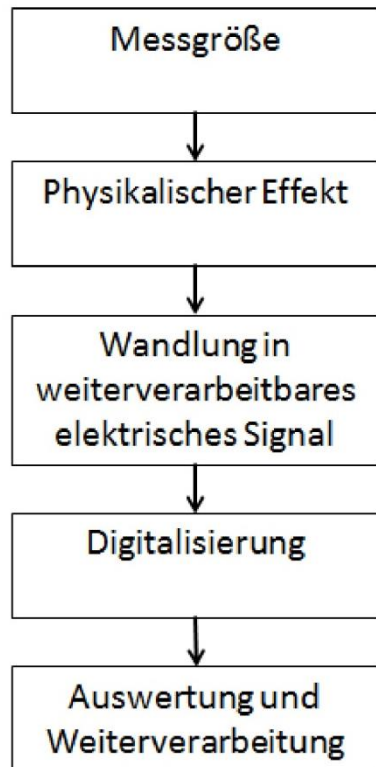 Messgröße
Physikalischer Effekt
Wandlung in
weiterverarbeitbares
elektrisches Signal
Digitalisierung
Auswertung und
Weiterverarbeitung